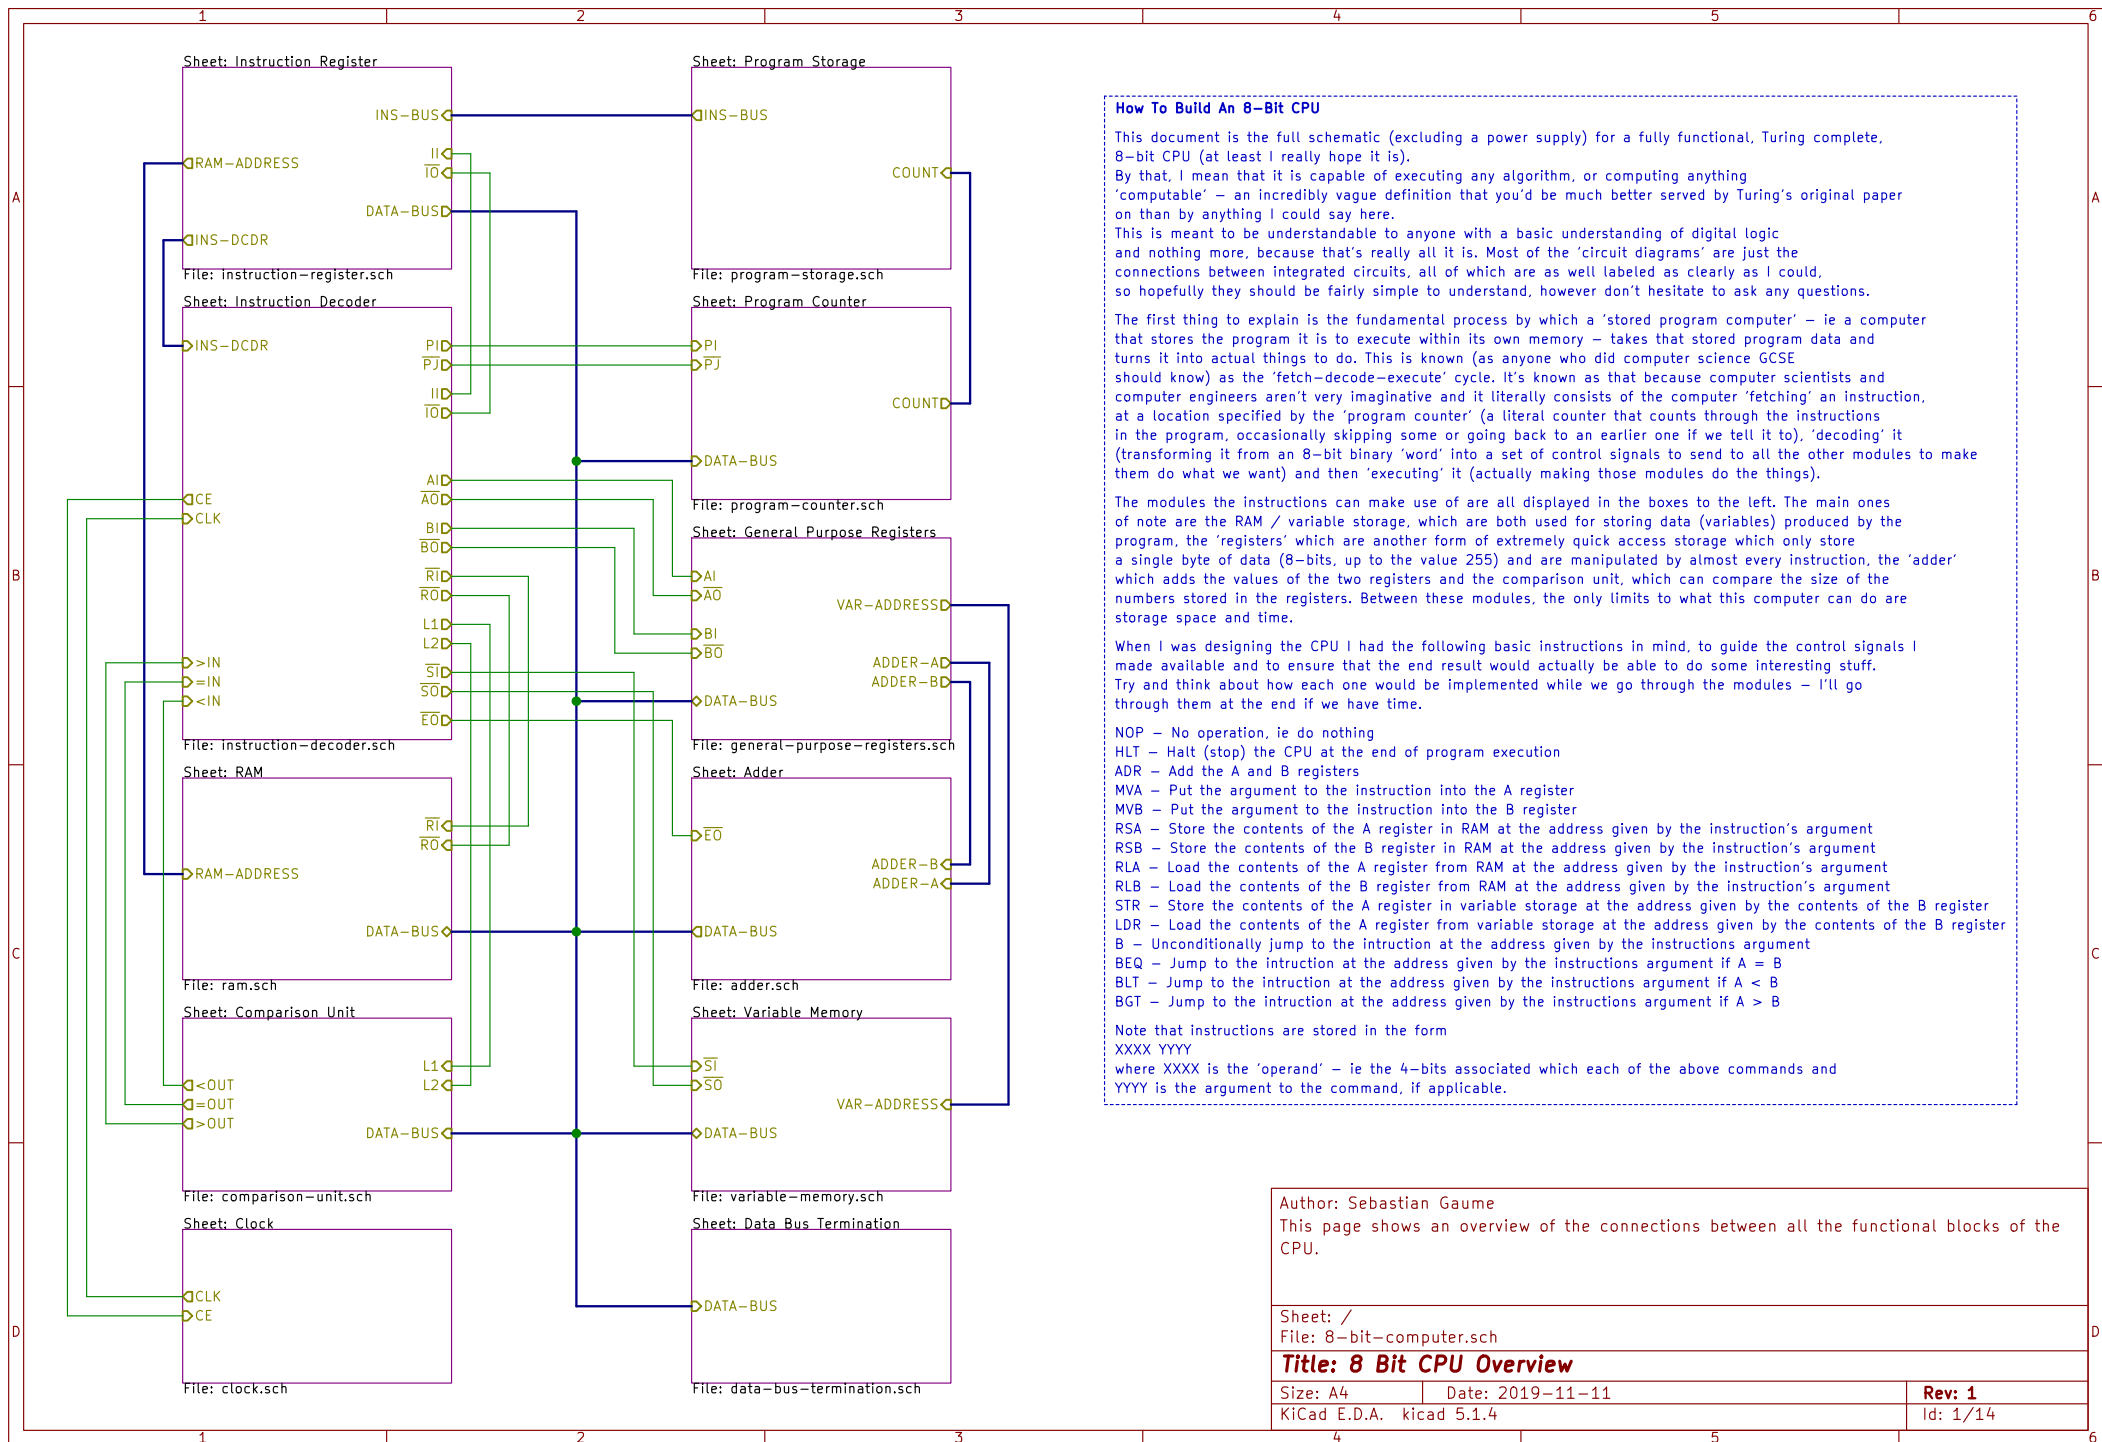 1
2
3
4
5
6
Sheet: Instruction Register
INS-BUS
II
IO
RAM-ADDRESS
DATA-BUS
INS-DCDR
File: instruction-register.sch
Sheet: Program Storage
INS-BUS
COUNT
File: program-storage.sch
Sheet: Instruction Decoder
INS-DCDR
PI
PJ
II
IO
CE
CLK
AI
AO
BI
BO
RI
RO
L1
L2
>IN
=IN
<IN
SI
SO
EO
File: instruction-decoder.sch
Sheet: Program Counter
PI
PJ
COUNT
DATA-BUS
File: program-counter.sch
Sheet: General Purpose Registers
AI
AO
VAR-ADDRESS
BI
BO
ADDER-A
ADDER-B
DATA-BUS
File: general-purpose-registers.sch
Sheet: RAM
RI
RO
RAM-ADDRESS
DATA-BUS
File: ram.sch
Sheet: Adder
EO
ADDER-B
ADDER-A
DATA-BUS
File: adder.sch
Sheet: Comparison Unit
L1
L2
<OUT
=OUT
>OUT
DATA-BUS
File: comparison-unit.sch
Sheet: Variable Memory
SI
SO
VAR-ADDRESS
DATA-BUS
File: variable-memory.sch
Sheet: Clock
CLK
CE
File: clock.sch
Sheet: Data Bus Termination
DATA-BUS
File: data-bus-termination.sch
How To Build An 8-Bit CPU
This document is the full schematic (excluding a power supply) for a fully functional, Turing complete,
8-bit CPU (at least I really hope it is).
By that, I mean that it is capable of executing any algorithm, or computing anything
'computable' - an incredibly vague definition that you'd be much better served by Turing's original paper
on than by anything I could say here.
This is meant to be understandable to anyone with a basic understanding of digital logic
and nothing more, because that's really all it is. Most of the 'circuit diagrams' are just the
connections between integrated circuits, all of which are as well labeled as clearly as I could,
so hopefully they should be fairly simple to understand, however don't hesitate to ask any questions.
The first thing to explain is the fundamental process by which a 'stored program computer' - ie a computer
that stores the program it is to execute within its own memory - takes that stored program data and
turns it into actual things to do. This is known (as anyone who did computer science GCSE
should know) as the 'fetch-decode-execute' cycle. It's known as that because computer scientists and
computer engineers aren't very imaginative and it literally consists of the computer 'fetching' an instruction,
at a location specified by the 'program counter' (a literal counter that counts through the instructions
in the program, occasionally skipping some or going back to an earlier one if we tell it to), 'decoding' it
(transforming it from an 8-bit binary 'word' into a set of control signals to send to all the other modules to make
them do what we want) and then 'executing' it (actually making those modules do the things).
The modules the instructions can make use of are all displayed in the boxes to the left. The main ones
of note are the RAM / variable storage, which are both used for storing data (variables) produced by the
program, the 'registers' which are another form of extremely quick access storage which only store
a single byte of data (8-bits, up to the value 255) and are manipulated by almost every instruction, the 'adder'
which adds the values of the two registers and the comparison unit, which can compare the size of the
numbers stored in the registers. Between these modules, the only limits to what this computer can do are
storage space and time.
When I was designing the CPU I had the following basic instructions in mind, to guide the control signals I
made available and to ensure that the end result would actually be able to do some interesting stuff.
Try and think about how each one would be implemented while we go through the modules - I'll go
through them at the end if we have time.
NOP - No operation, ie do nothing
HLT - Halt (stop) the CPU at the end of program execution
ADR - Add the A and B registers
MVA - Put the argument to the instruction into the A register
MVB - Put the argument to the instruction into the B register
RSA - Store the contents of the A register in RAM at the address given by the instruction's argument
RSB - Store the contents of the B register in RAM at the address given by the instruction's argument
RLA - Load the contents of the A register from RAM at the address given by the instruction's argument
RLB - Load the contents of the B register from RAM at the address given by the instruction's argument
STR - Store the contents of the A register in variable storage at the address given by the contents of the B register
LDR - Load the contents of the A register from variable storage at the address given by the contents of the B register
B - Unconditionally jump to the intruction at the address given by the instructions argument
BEQ - Jump to the intruction at the address given by the instructions argument if A = B
BLT - Jump to the intruction at the address given by the instructions argument if A < B
BGT - Jump to the intruction at the address given by the instructions argument if A > B
Note that instructions are stored in the form
XXXX YYYY
where XXXX is the 'operand' - ie the 4-bits associated which each of the above commands and
YYYY is the argument to the command, if applicable.
A
B
C
D
A
B
C
D
Author: Sebastian Gaume
This page shows an overview of the connections between all the functional blocks of the
CPU.
Sheet: /
File: 8-bit-computer.sch
Title: 8 Bit CPU Overview
Size: A4
Date: 2019-11-11
Rev: 1
KiCad E.D.A. kicad 5.1.4
Id: 1/14
1
2
3
4
5
6